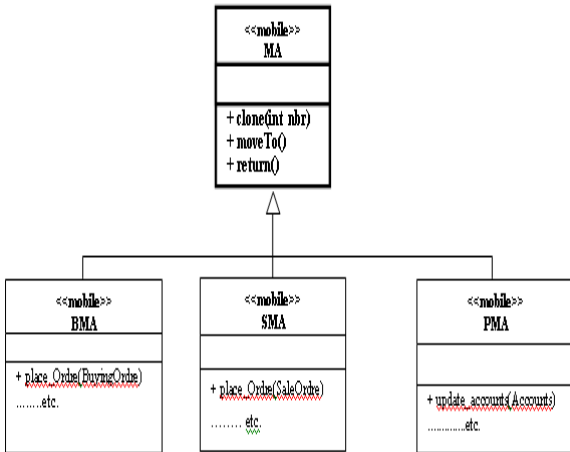 <<mobile>>
MA
+ clone(int nbr)
+ moveTo()
+ return()
<<mobile>>
BMA
+ place_Ordre(BuyingOrdre)
........etc.
<<mobile>>
SMA
+ place_Ordre(SaleOrdre)
........ etc.
<<mobile>>
PMA
+ update_accounts(Accounts)
..............etc.